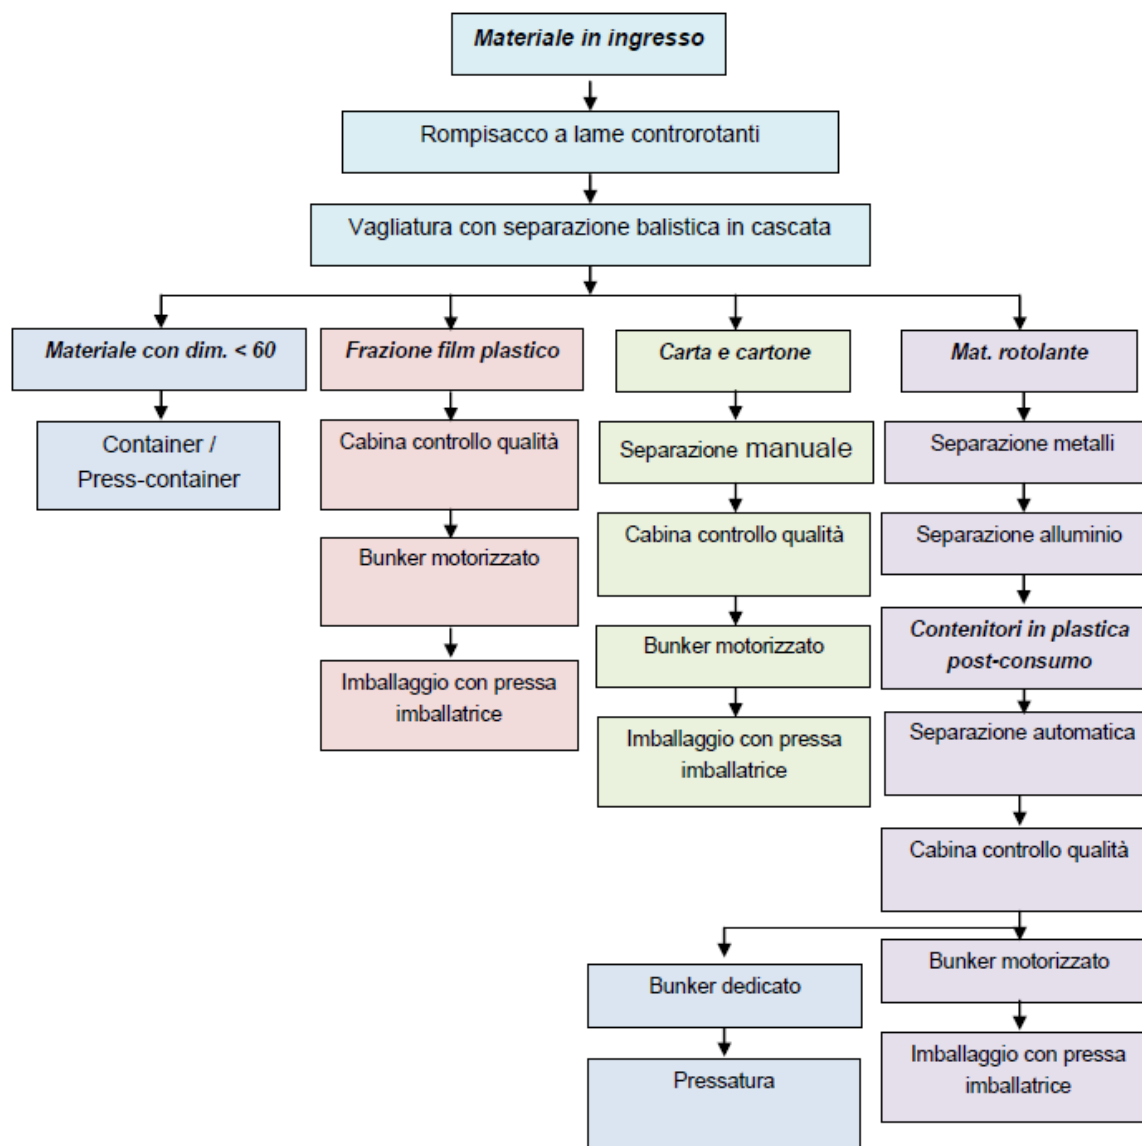 Materiale in ingresso
Rompisacco a lame controrotanti
Vagliatura con separazione balistica in cascata
Materiale con dim. < 60
Container /
Press-container
Frazione film plastico
Cabina controllo qualità
Bunker motorizzato
Imballaggio con pressa
imballatrice
Carta e cartone
Separazione manuale
Cabina controllo qualità
Bunker motorizzato
Imballaggio con pressa
imballatrice
Mat. rotolante
Separazione metalli
Separazione alluminio
Contenitori in plastica
post-consumo
Separazione automatica
Cabina controllo qualità
Bunker dedicato
Pressatura
Bunker motorizzato
Imballaggio con pressa
imballatrice